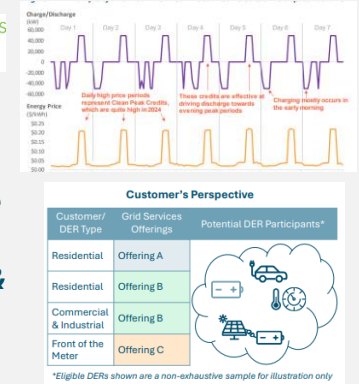 Charge/Discharge
(kW)
60,000
40,000
20,000
0
-20,000
-40,000
-60,000
Day 1 Day 2 Day 3 Day 4 Day 5 Day 6 Day 7
Daily high price periods
represent Clean Peak Credits,
which are quite high in 2024
These credits are effective at
driving discharge towards
evening peak periods
Charging mostly occurs in
the early morning
Energy Price
($/kWh)
$0.25
$0.20
$0.15
$0.10
$0.05
$0.00
Customer's Perspective
Customer/
DER Type
Grid Services
Offerings
Potential DER Participants*
Residential Offering A
Residential Offering B
Commercial
& Industrial
Offering B
Front of the
Meter
Offering C
*Eligible DERs shown are a non-exhaustive sample for illustration only